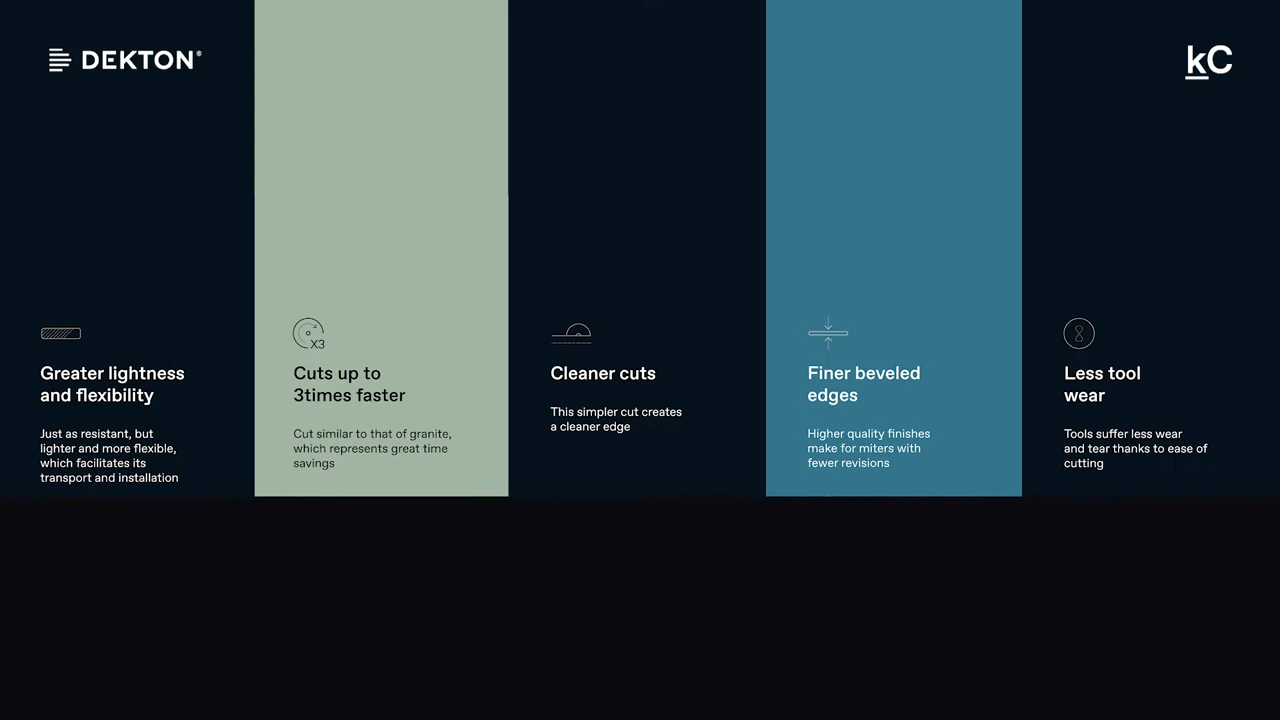 DEKTON®
kC
Greater lightness
and flexibility
Just as resistant, but
lighter and more flexible,
which facilitates its
transport and installation
X3
Cuts up to
3times faster
Cut similar to that of granite,
which represents great time
savings
Cleaner cuts
This simpler cut creates
a cleaner edge
Finer beveled
edges
Higher quality finishes
make for miters with
fewer revisions
Less tool
wear
Tools suffer less wear
and tear thanks to ease of
cutting